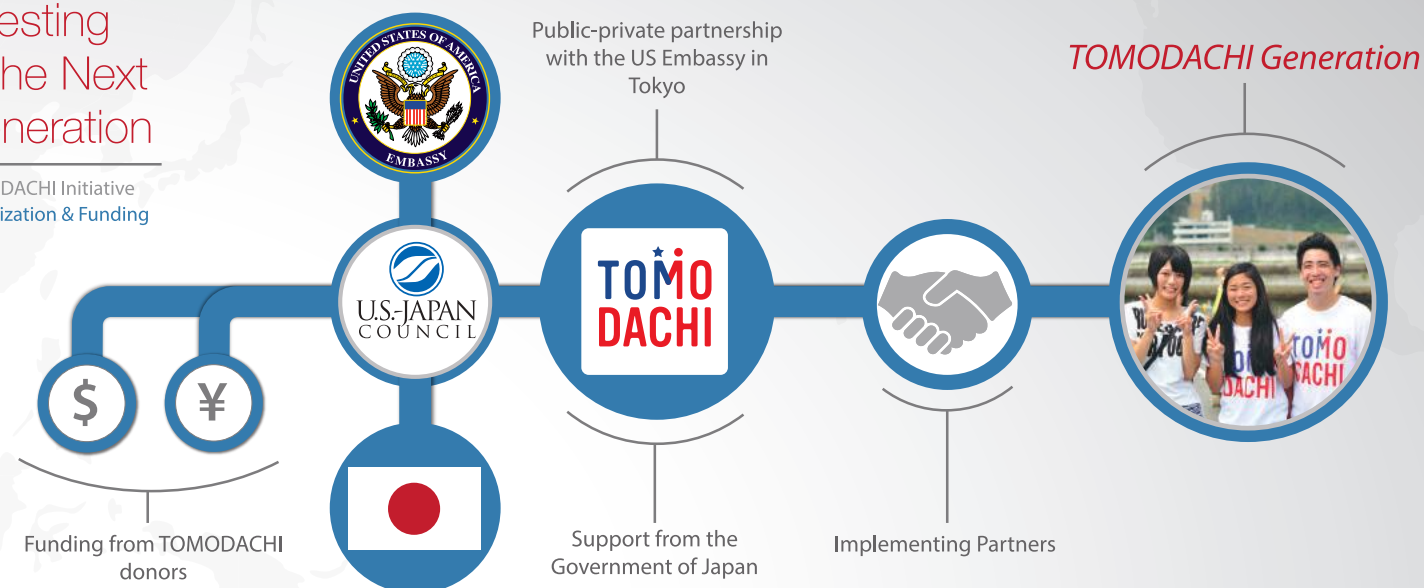 esting
he Next
neration
DACHI Initiative
ization & Funding
UNITED STATES OF AMERICA
EMBASSY
Public-private partnership
with the US Embassy in
Tokyo
TOMODACHI Generation
U.S.-JAPAN
COUNCIL
TOMO
DACHI
$
¥
TOMO
DACHI
Funding from TOMODACHI
donors
Support from the
Government of Japan
Implementing Partners